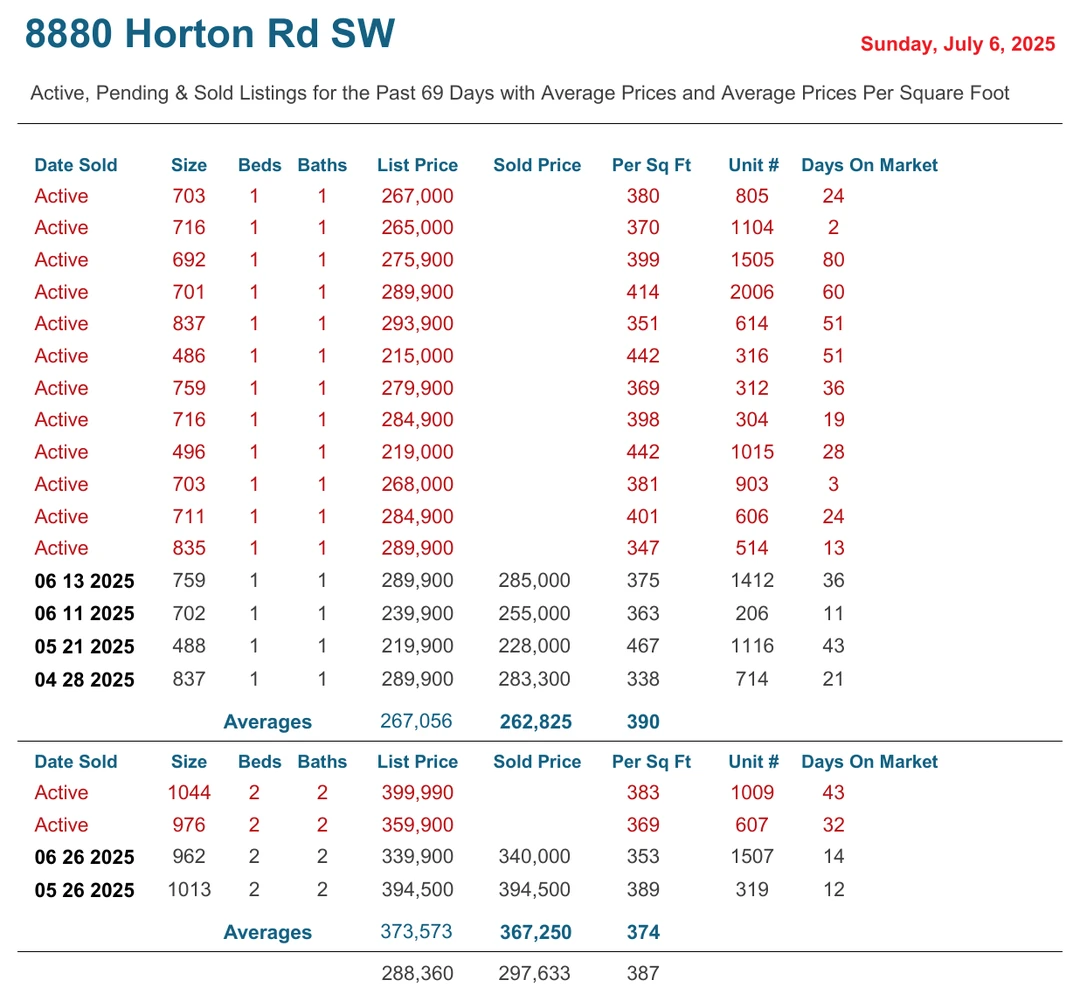 8880 Horton Rd SW
Sunday, July 6, 2025
Active, Pending & Sold Listings for the Past 69 Days with Average Prices and Average Prices Per Square Foot
Date Sold Size Beds Baths List Price Sold Price Per Sq Ft Unit # Days On Market
Active 703 1 1 267,000 380 805 24
Active 716 1 1 265,000 370 1104 2
Active 692 1 1 275,900 399 1505 80
Active 701 1 1 289,900 414 2006 60
Active 837 1 1 293,900 351 614 51
Active 486 1 1 215,000 442 316 51
Active 759 1 1 279,900 369 312 36
Active 716 1 1 284,900 398 304 19
Active 496 1 1 219,000 442 1015 28
Active 703 1 1 268,000 381 903 3
Active 711 1 1 284,900 401 606 24
Active 835 1 1 289,900 347 514 13
06 13 2025 759 1 1 289,900 285,000 375 1412 36
06 11 2025 702 1 1 239,900 255,000 363 206 11
05 21 2025 488 1 1 219,900 228,000 467 1116 43
04 28 2025 837 1 1 289,900 283,300 338 714 21
Averages 267,056 262,825 390
Date Sold Size Beds Baths List Price Sold Price Per Sq Ft Unit # Days On Market
Active 1044 2 2 399,990 383 1009 43
Active 976 2 2 359,900 369 607 32
06 26 2025 962 2 2 339,900 340,000 353 1507 14
05 26 2025 1013 2 2 394,500 394,500 389 319 12
Averages 373,573 367,250 374
288,360 297,633 387